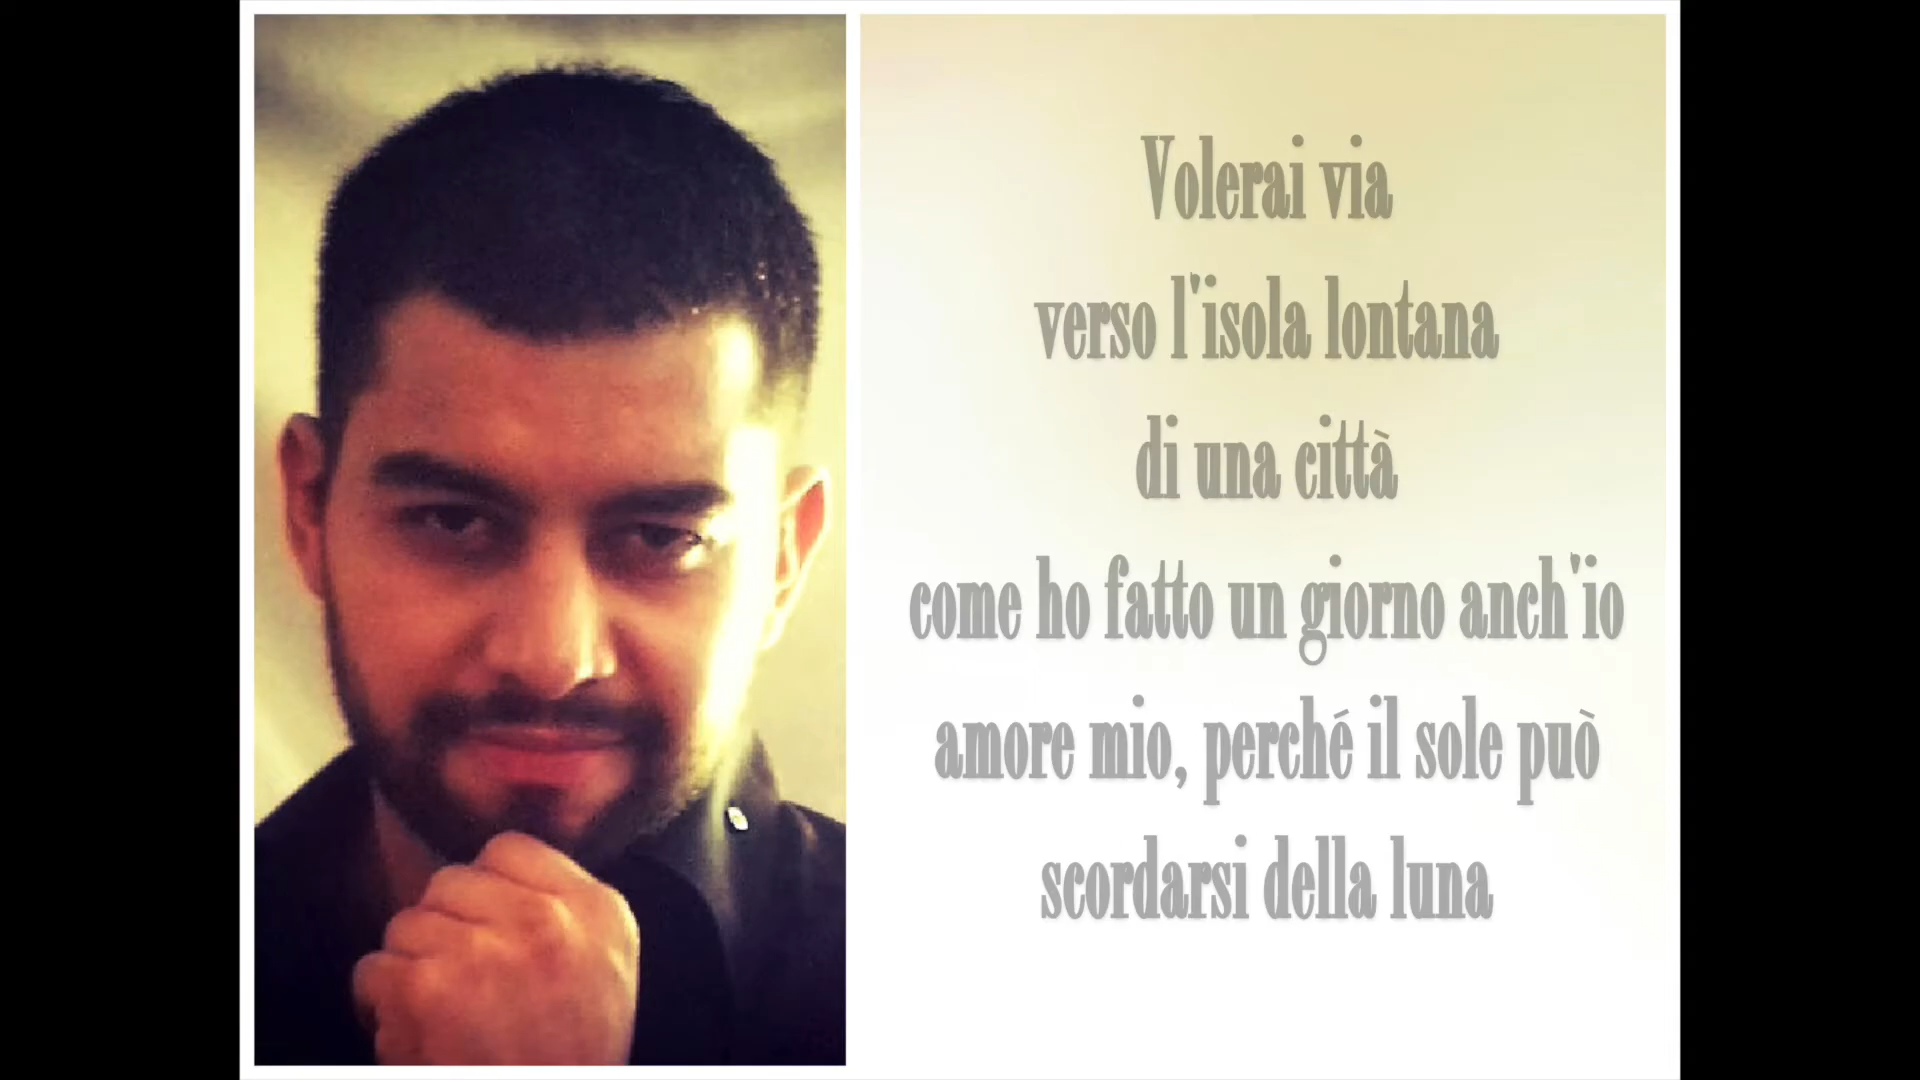 Volerai via
verso l'isola lontana
di una città
come ho fatto un giorno anch'io
amore mio, perché il sole può
scordarsi della luna